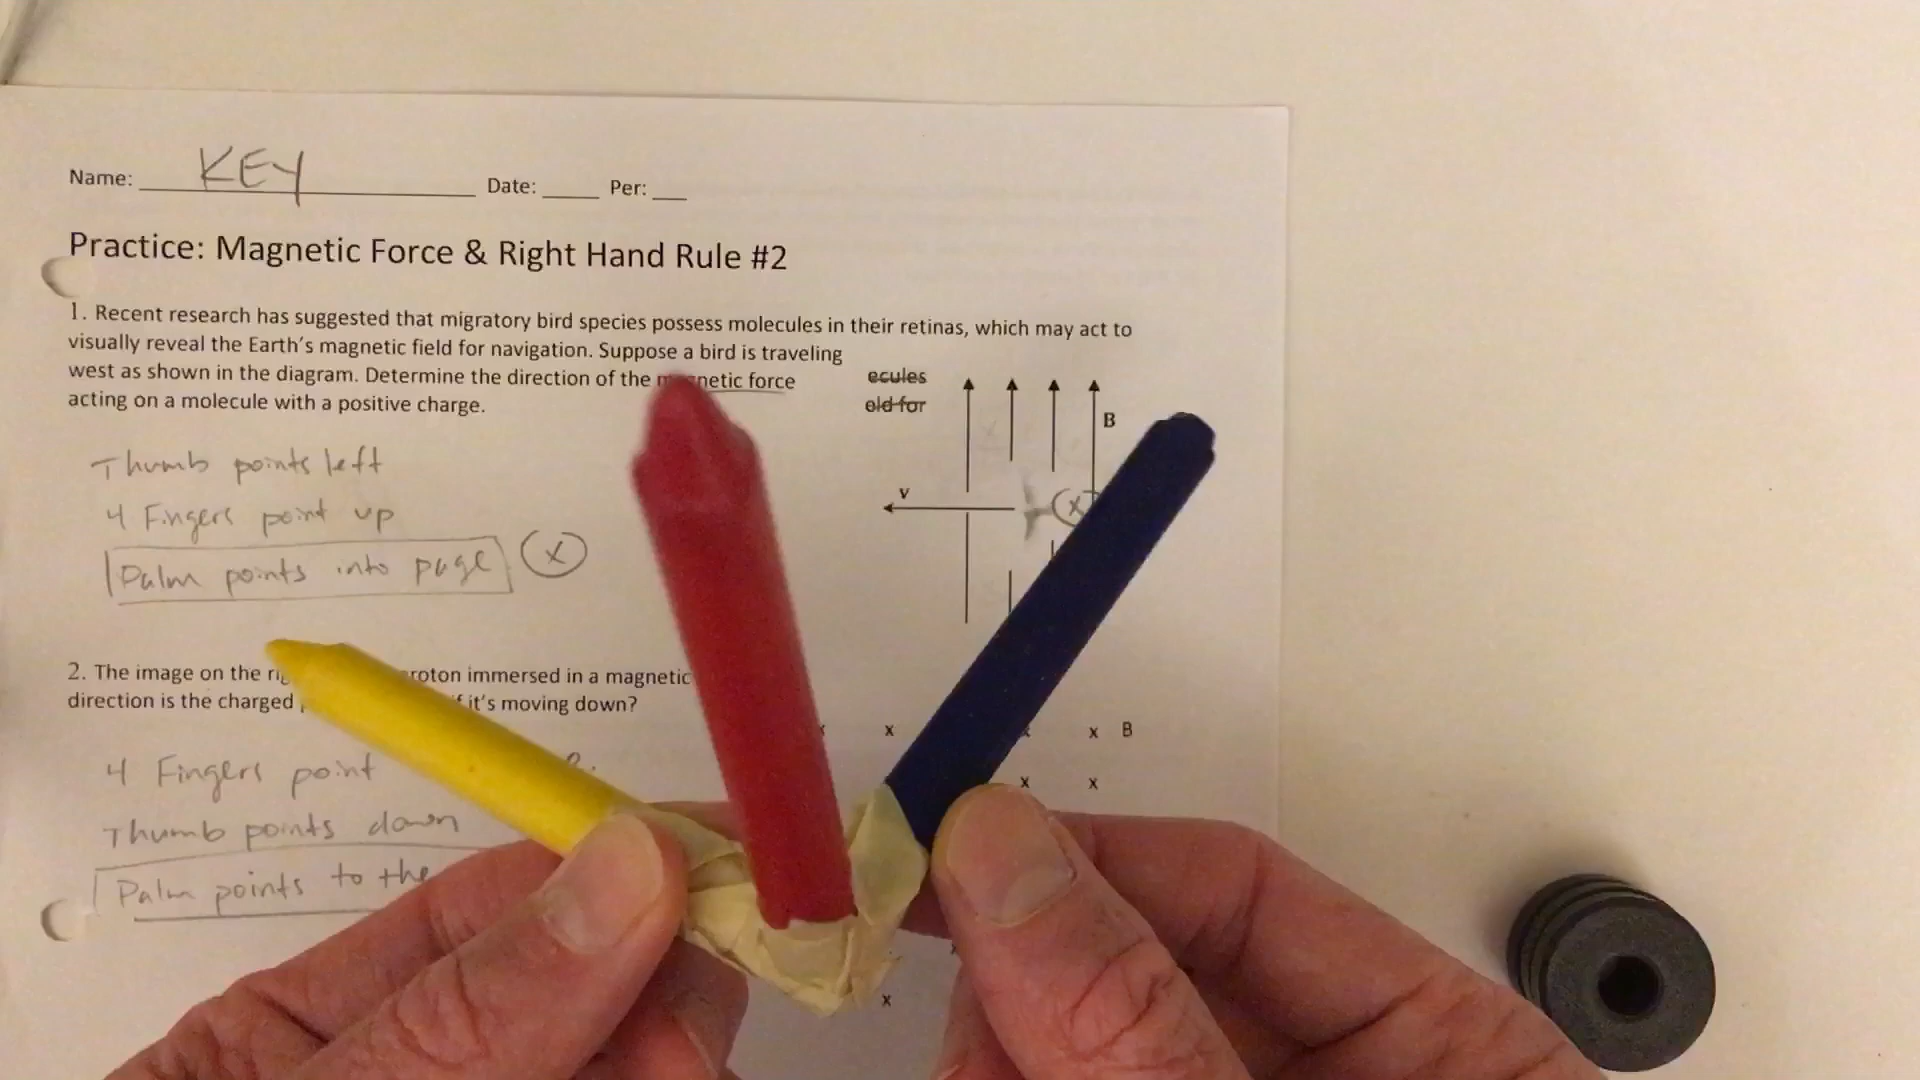 Name: KEY Date: Per:
Practice: Magnetic Force & Right Hand Rule #2
1. Recent research has suggested that migratory bird species possess molecules in their retinas, which may act to
visually reveal the Earth's magnetic field for navigation. Suppose a bird is traveling
west as shown in the diagram. Determine the direction of the magnetic force
acting on a molecule with a positive charge.
ecules
eld for
B
v
x
Thumb points left
4 Fingers point up
Palm points into page x
2. The image on the proton immersed in a magnetic
direction is the charged if it's moving down?
x x B
x x
4 Fingers point
Thumb points down
Palm points to the
x